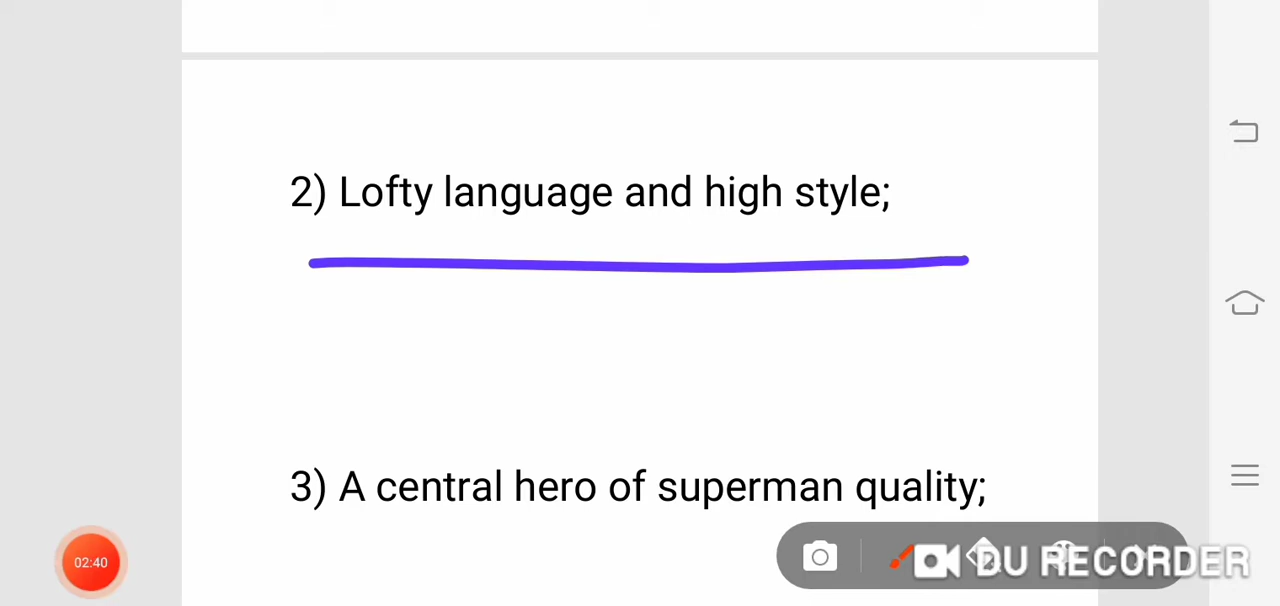 2) Lofty language and high style;
3) A central hero of superman quality;
02:40
DU RECORDER